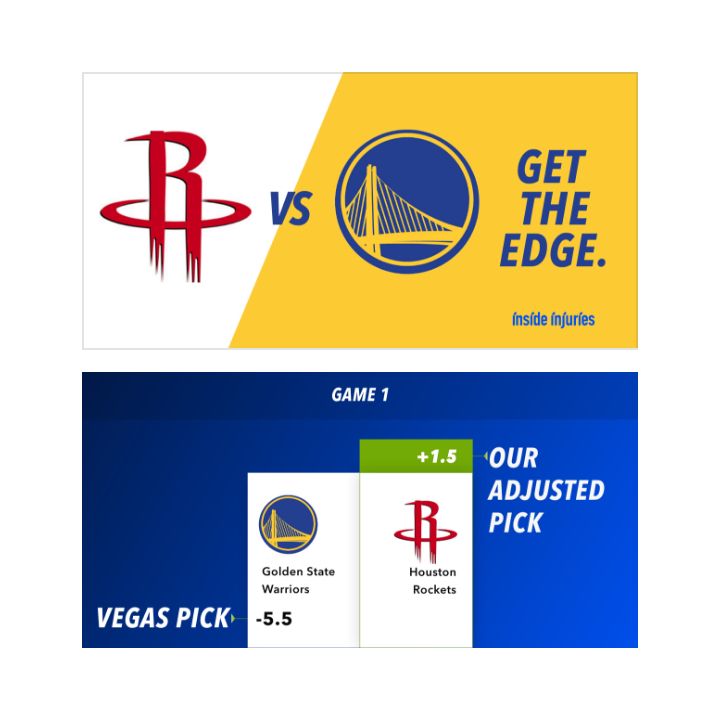 VS
GET
THE
EDGE.
inside injuries
GAME 1
+1.5
OUR
ADJUSTED
PICK
Golden State
Warriors
Houston
Rockets
VEGAS PICK
-5.5